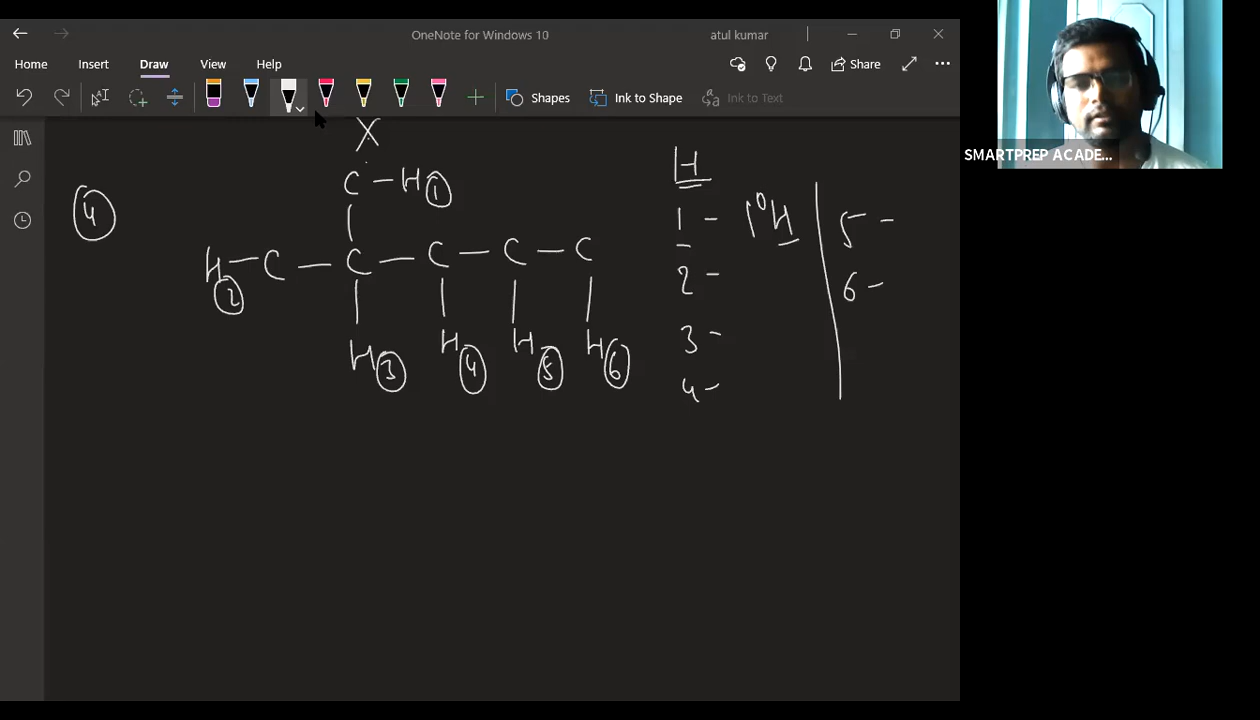 OneNote for Windows 10
atul kumar
Home Insert Draw View Help
Share
Shapes
Ink to Shape
Ink to Text
SMARTPREP ACADE...
X
4
C - H 1
H 2 - C - C - C - C - C
H 3 H 4 H 5 H 6
H
1 - 1⁰H
2 -
3 -
4 -
5 -
6 -